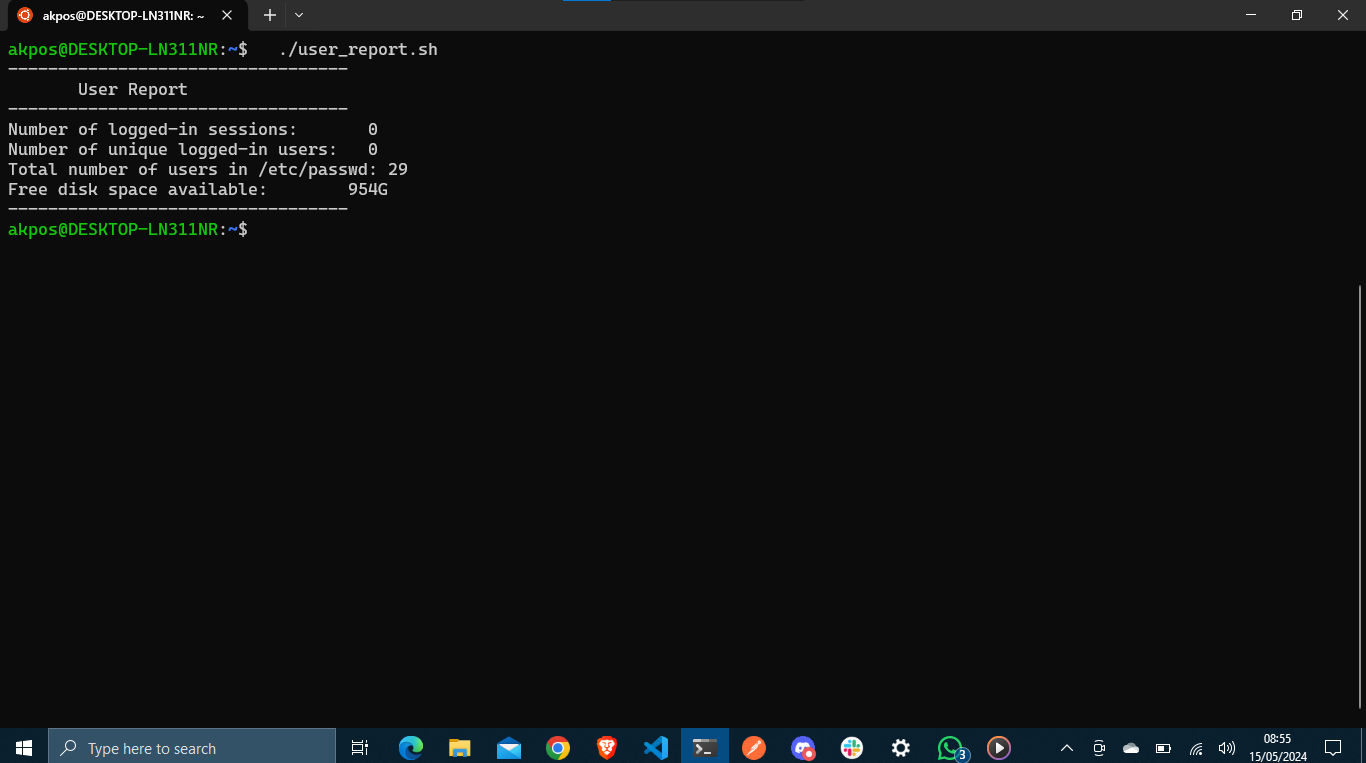 akpos@DESKTOP-LN311NR: ~
akpos@DESKTOP-LN311NR:~$   ./user_report.sh
----------------------------------
       User Report
----------------------------------
Number of logged-in sessions:       0
Number of unique logged-in users:   0
Total number of users in /etc/passwd: 29
Free disk space available:        954G
----------------------------------
akpos@DESKTOP-LN311NR:~$
Type here to search
3
08:55
15/05/2024